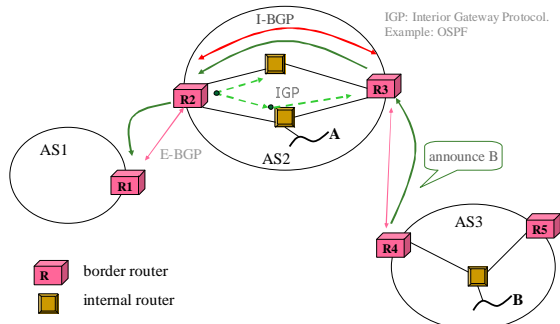 I-BGP
IGP: Interior Gateway Protocol.
Example: OSPF
R2
IGP
R3
A
AS1
E-BGP
AS2
R1
announce B
AS3
R4
R5
R
border router
internal router
B